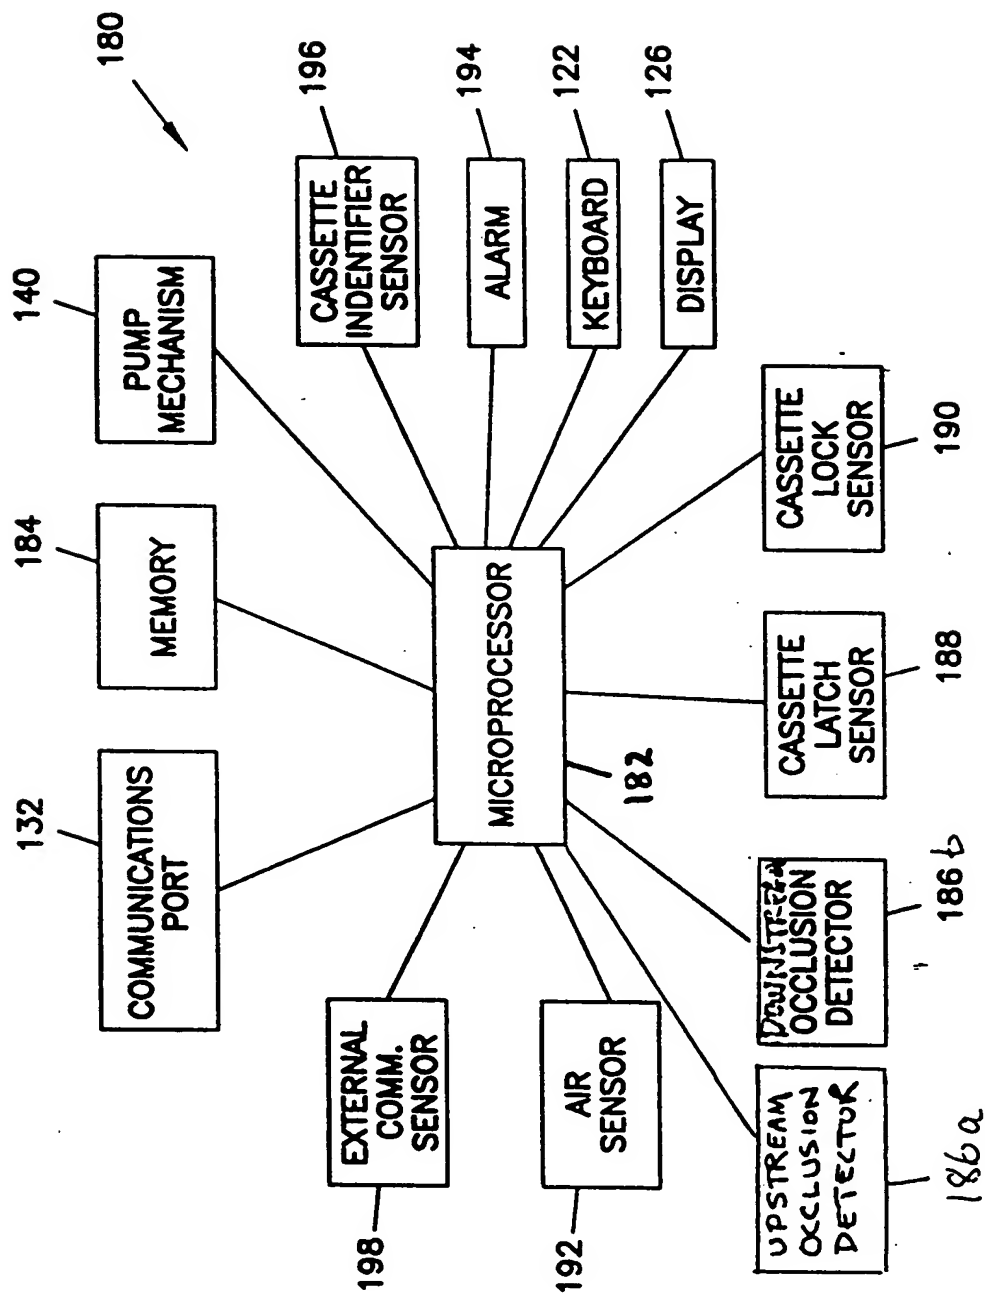 180
132
COMMUNICATIONS
PORT
184
MEMORY
140
PUMP
MECHANISM
196
CASSETTE
INDENTIFIER
SENSOR
194
ALARM
122
KEYBOARD
126
DISPLAY
198
EXTERNAL
COMM.
SENSOR
192
AIR
SENSOR
MICROPROCESSOR
182
UPSTREAM
OCCLUSION
DETECTOR
186a
DOWNSTREAM
OCCLUSION
DETECTOR
186b
CASSETTE
LATCH
SENSOR
188
CASSETTE
LOCK
SENSOR
190